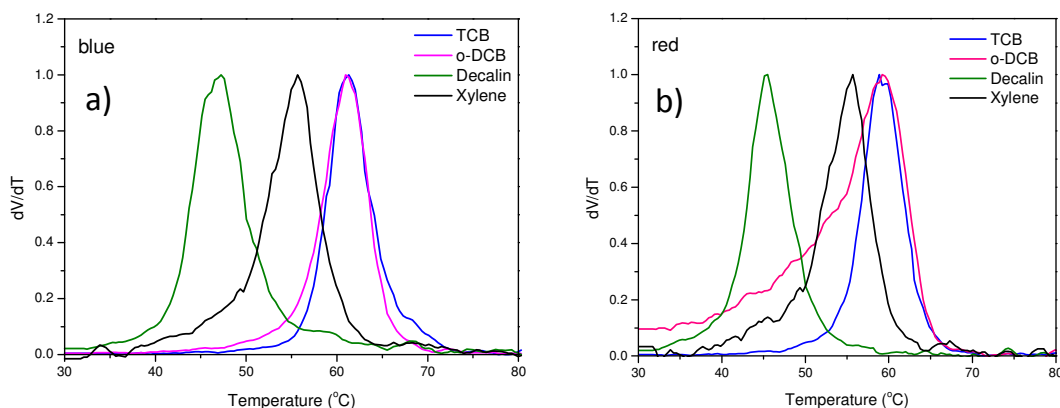 blue
a)
TCB
o-DCB
Decalin
Xylene
dV/dT
1.2
1.0
0.8
0.6
0.4
0.2
0.0
30 40 50 60 70 80
Temperature (°C)
red
b)
TCB
o-DCB
Decalin
Xylene
dV/dT
1.2
1.0
0.8
0.6
0.4
0.2
0.0
30 40 50 60 70 80
Temperature (°C)